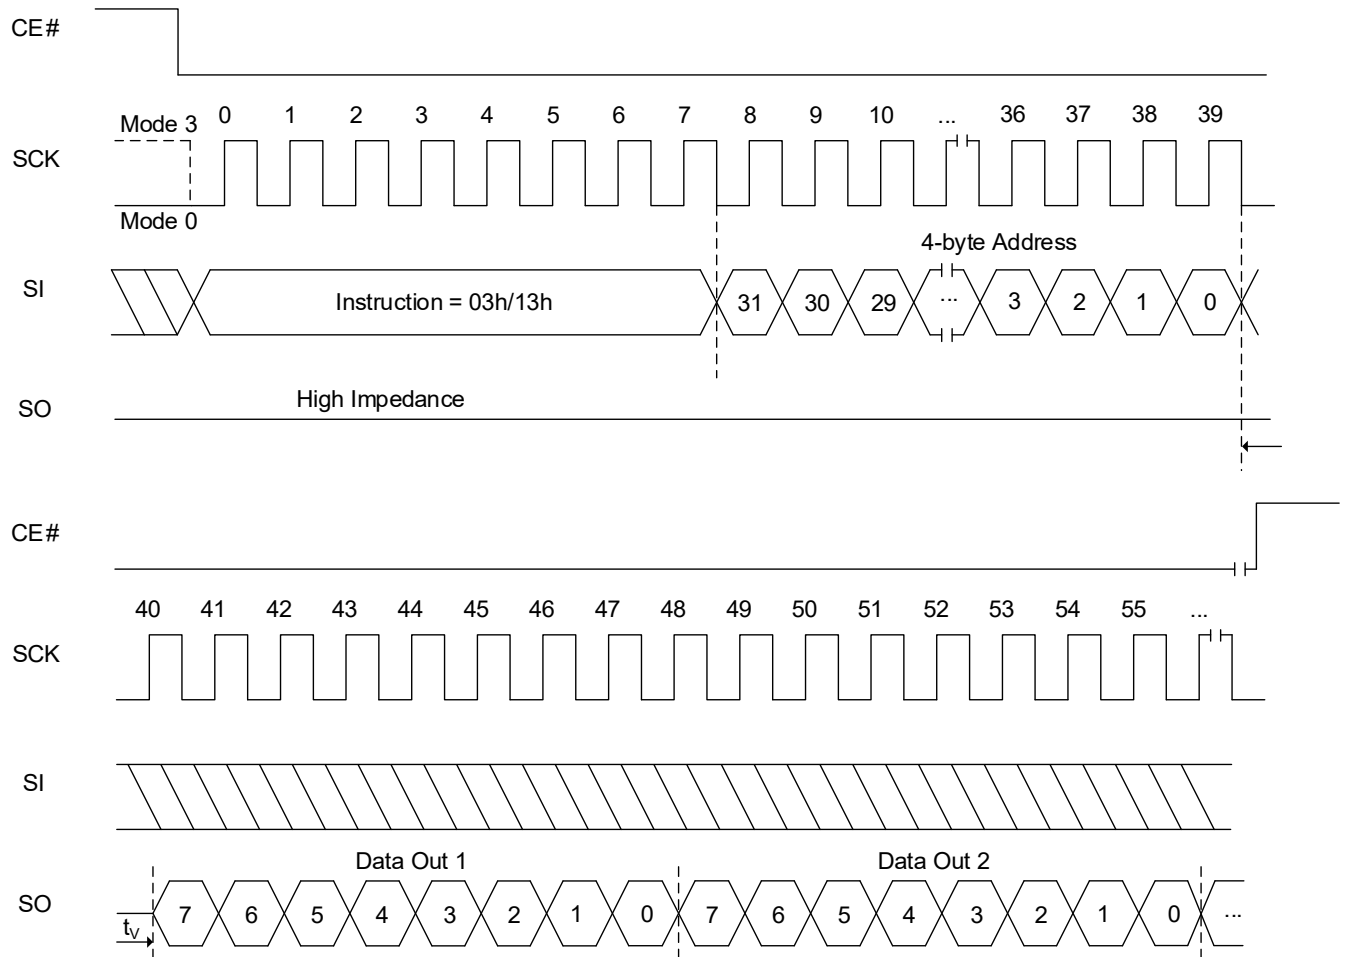 CE#
0 1 2 3 4 5 6 7 8 9 10 ... 36 37 38 39
Mode 3
SCK
Mode 0
4-byte Address
SI
Instruction = 03h/13h 31 30 29 ... 3 2 1 0
High Impedance
SO
CE#
40 41 42 43 44 45 46 47 48 49 50 51 52 53 54 55 ...
SCK
SI
Data Out 1 Data Out 2
SO
7 6 5 4 3 2 1 0 7 6 5 4 3 2 1 0 ...
tV